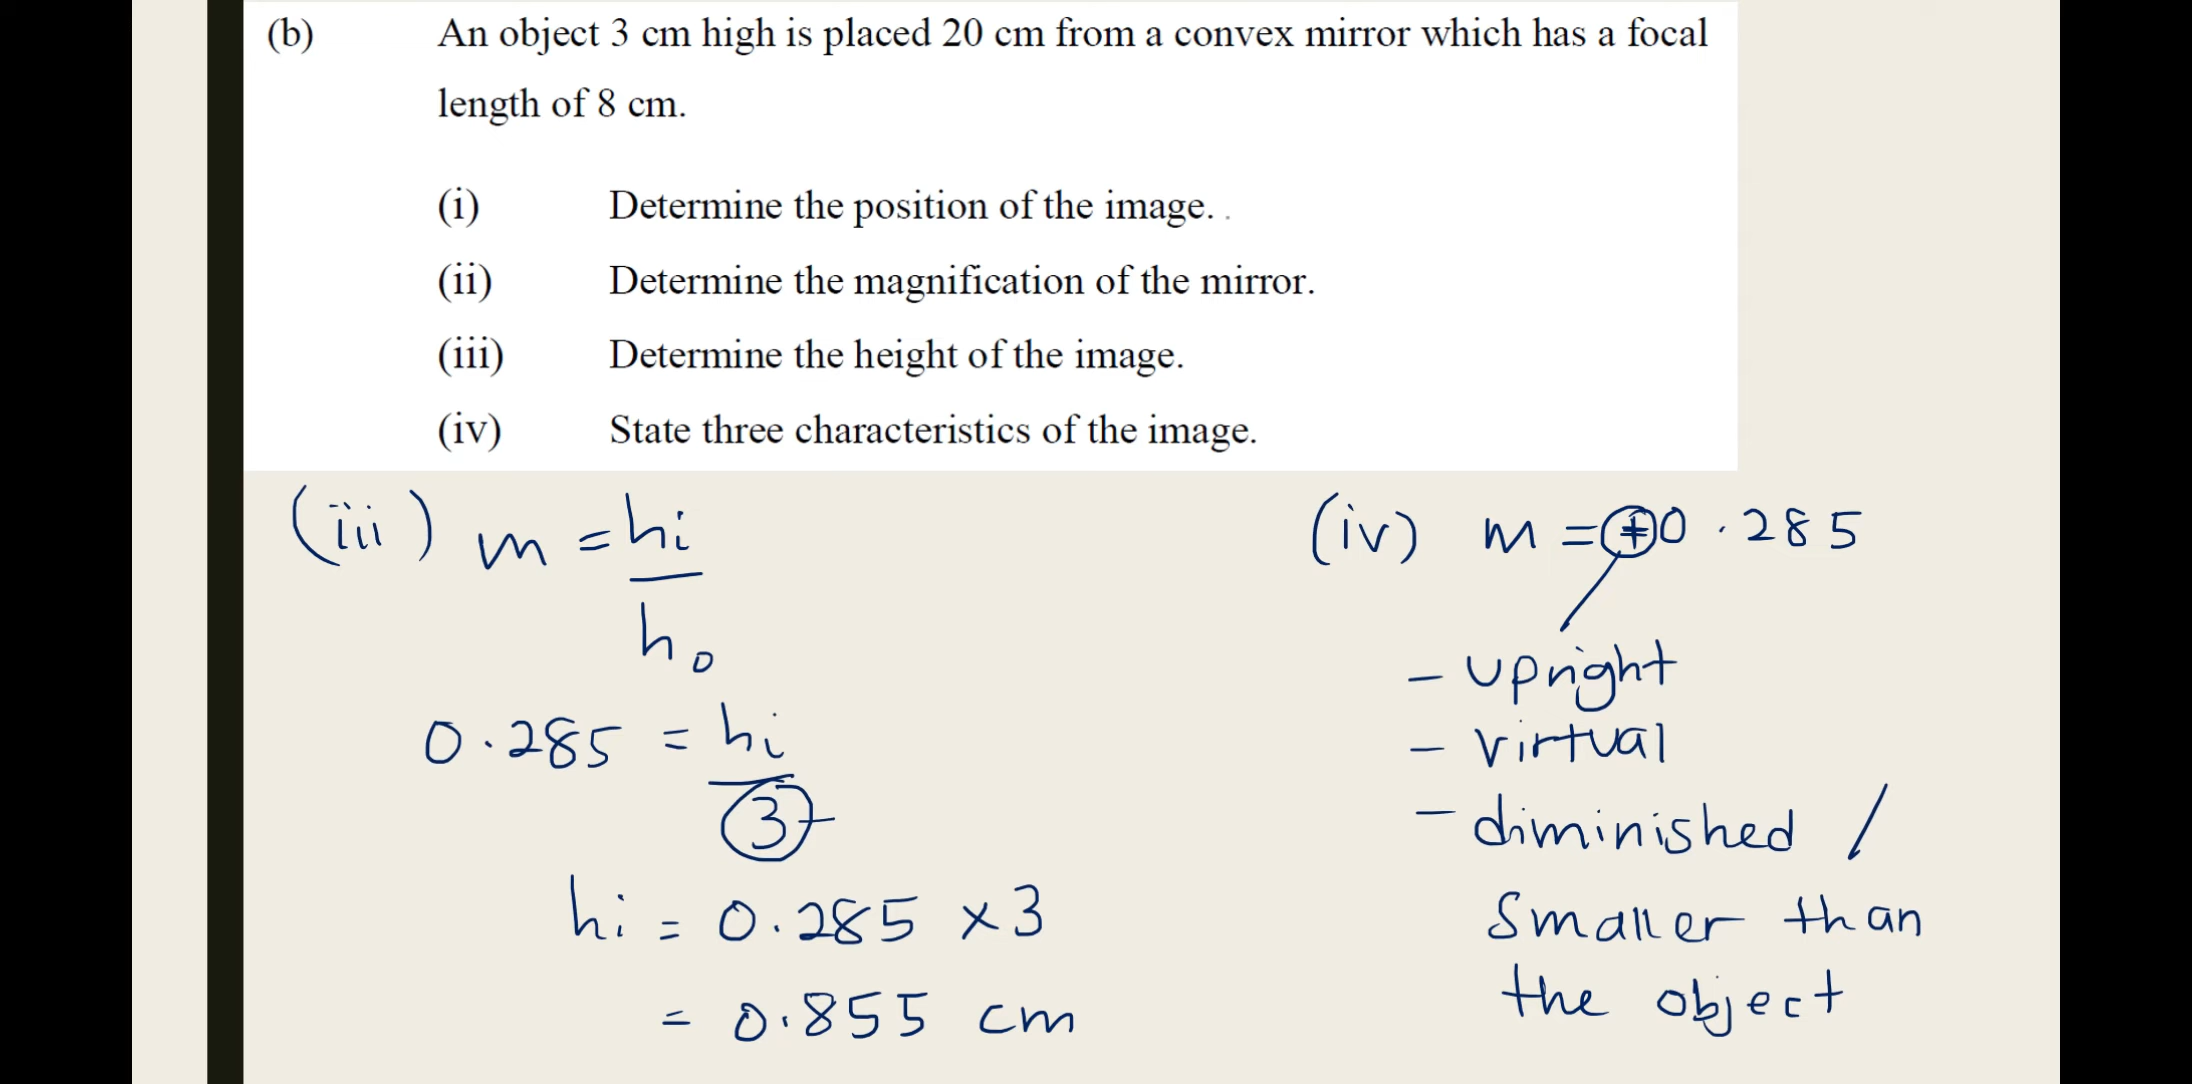 (b) An object 3 cm high is placed 20 cm from a convex mirror which has a focal
length of 8 cm.
(i) Determine the position of the image. .
(ii) Determine the magnification of the mirror.
(iii) Determine the height of the image.
(iv) State three characteristics of the image.
(iii) m = hi
ho
0.285 = hi
3
hi = 0.285 × 3
= 0.855 cm
(iv) m = +0.285
- upright
- virtual
- diminished /
smaller than
the object